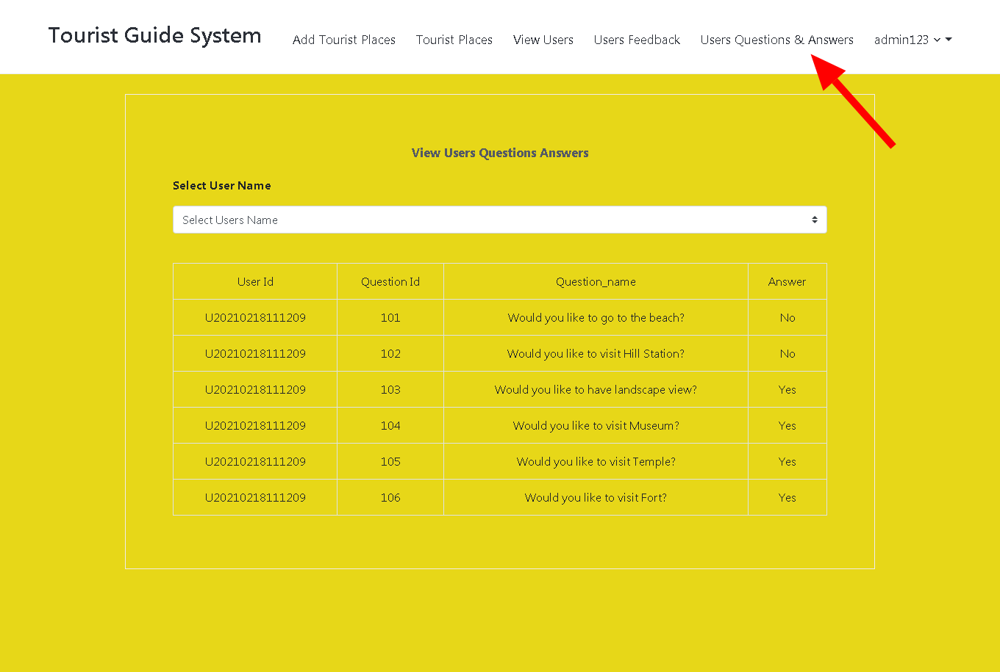 Tourist Guide System Add Tourist Places Tourist Places View Users Users Feedback Users Questions & Answers admin123
View Users Questions Answers
Select User Name
Select Users Name
User Id Question Id Question_name Answer
U20210218111209 101 Would you like to go to the beach? No
U20210218111209 102 Would you like to visit Hill Station? No
U20210218111209 103 Would you like to have landscape view? Yes
U20210218111209 104 Would you like to visit Museum? Yes
U20210218111209 105 Would you like to visit Temple? Yes
U20210218111209 106 Would you like to visit Fort? Yes